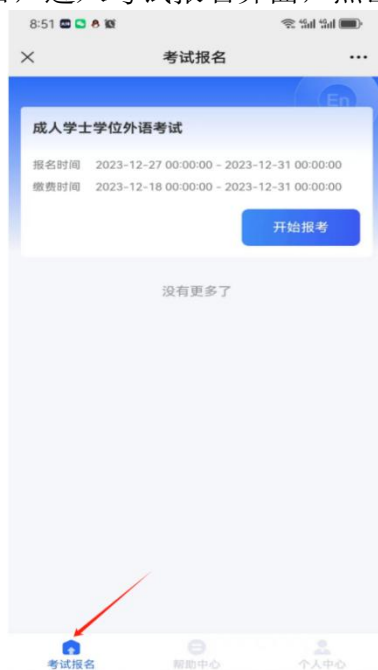 8:51
考试报名
成人学士学位外语考试
报名时间 2023-12-27 00:00:00 - 2023-12-31 00:00:00
缴费时间 2023-12-18 00:00:00 - 2023-12-31 00:00:00
开始报考
没有更多了
考试报名 帮助中心 个人中心